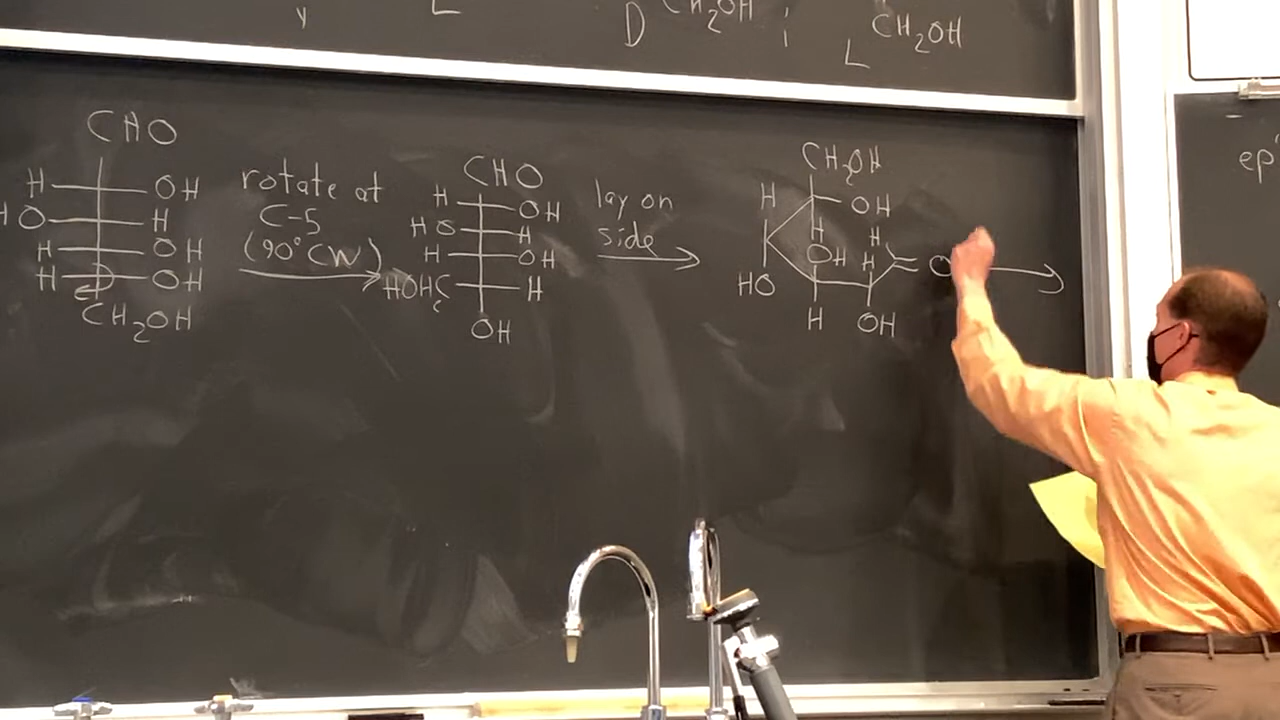 L
D
CH2OH
L
CH2OH
CHO
H OH
HO H
H OH
H OH
CH2OH
rotate at
C-5
(90° CW)
CHO
H OH
HO H
H OH
HOH2C H
OH
lay on
side
CH2OH
H OH
H
OH H
H O
HO
H OH
epi